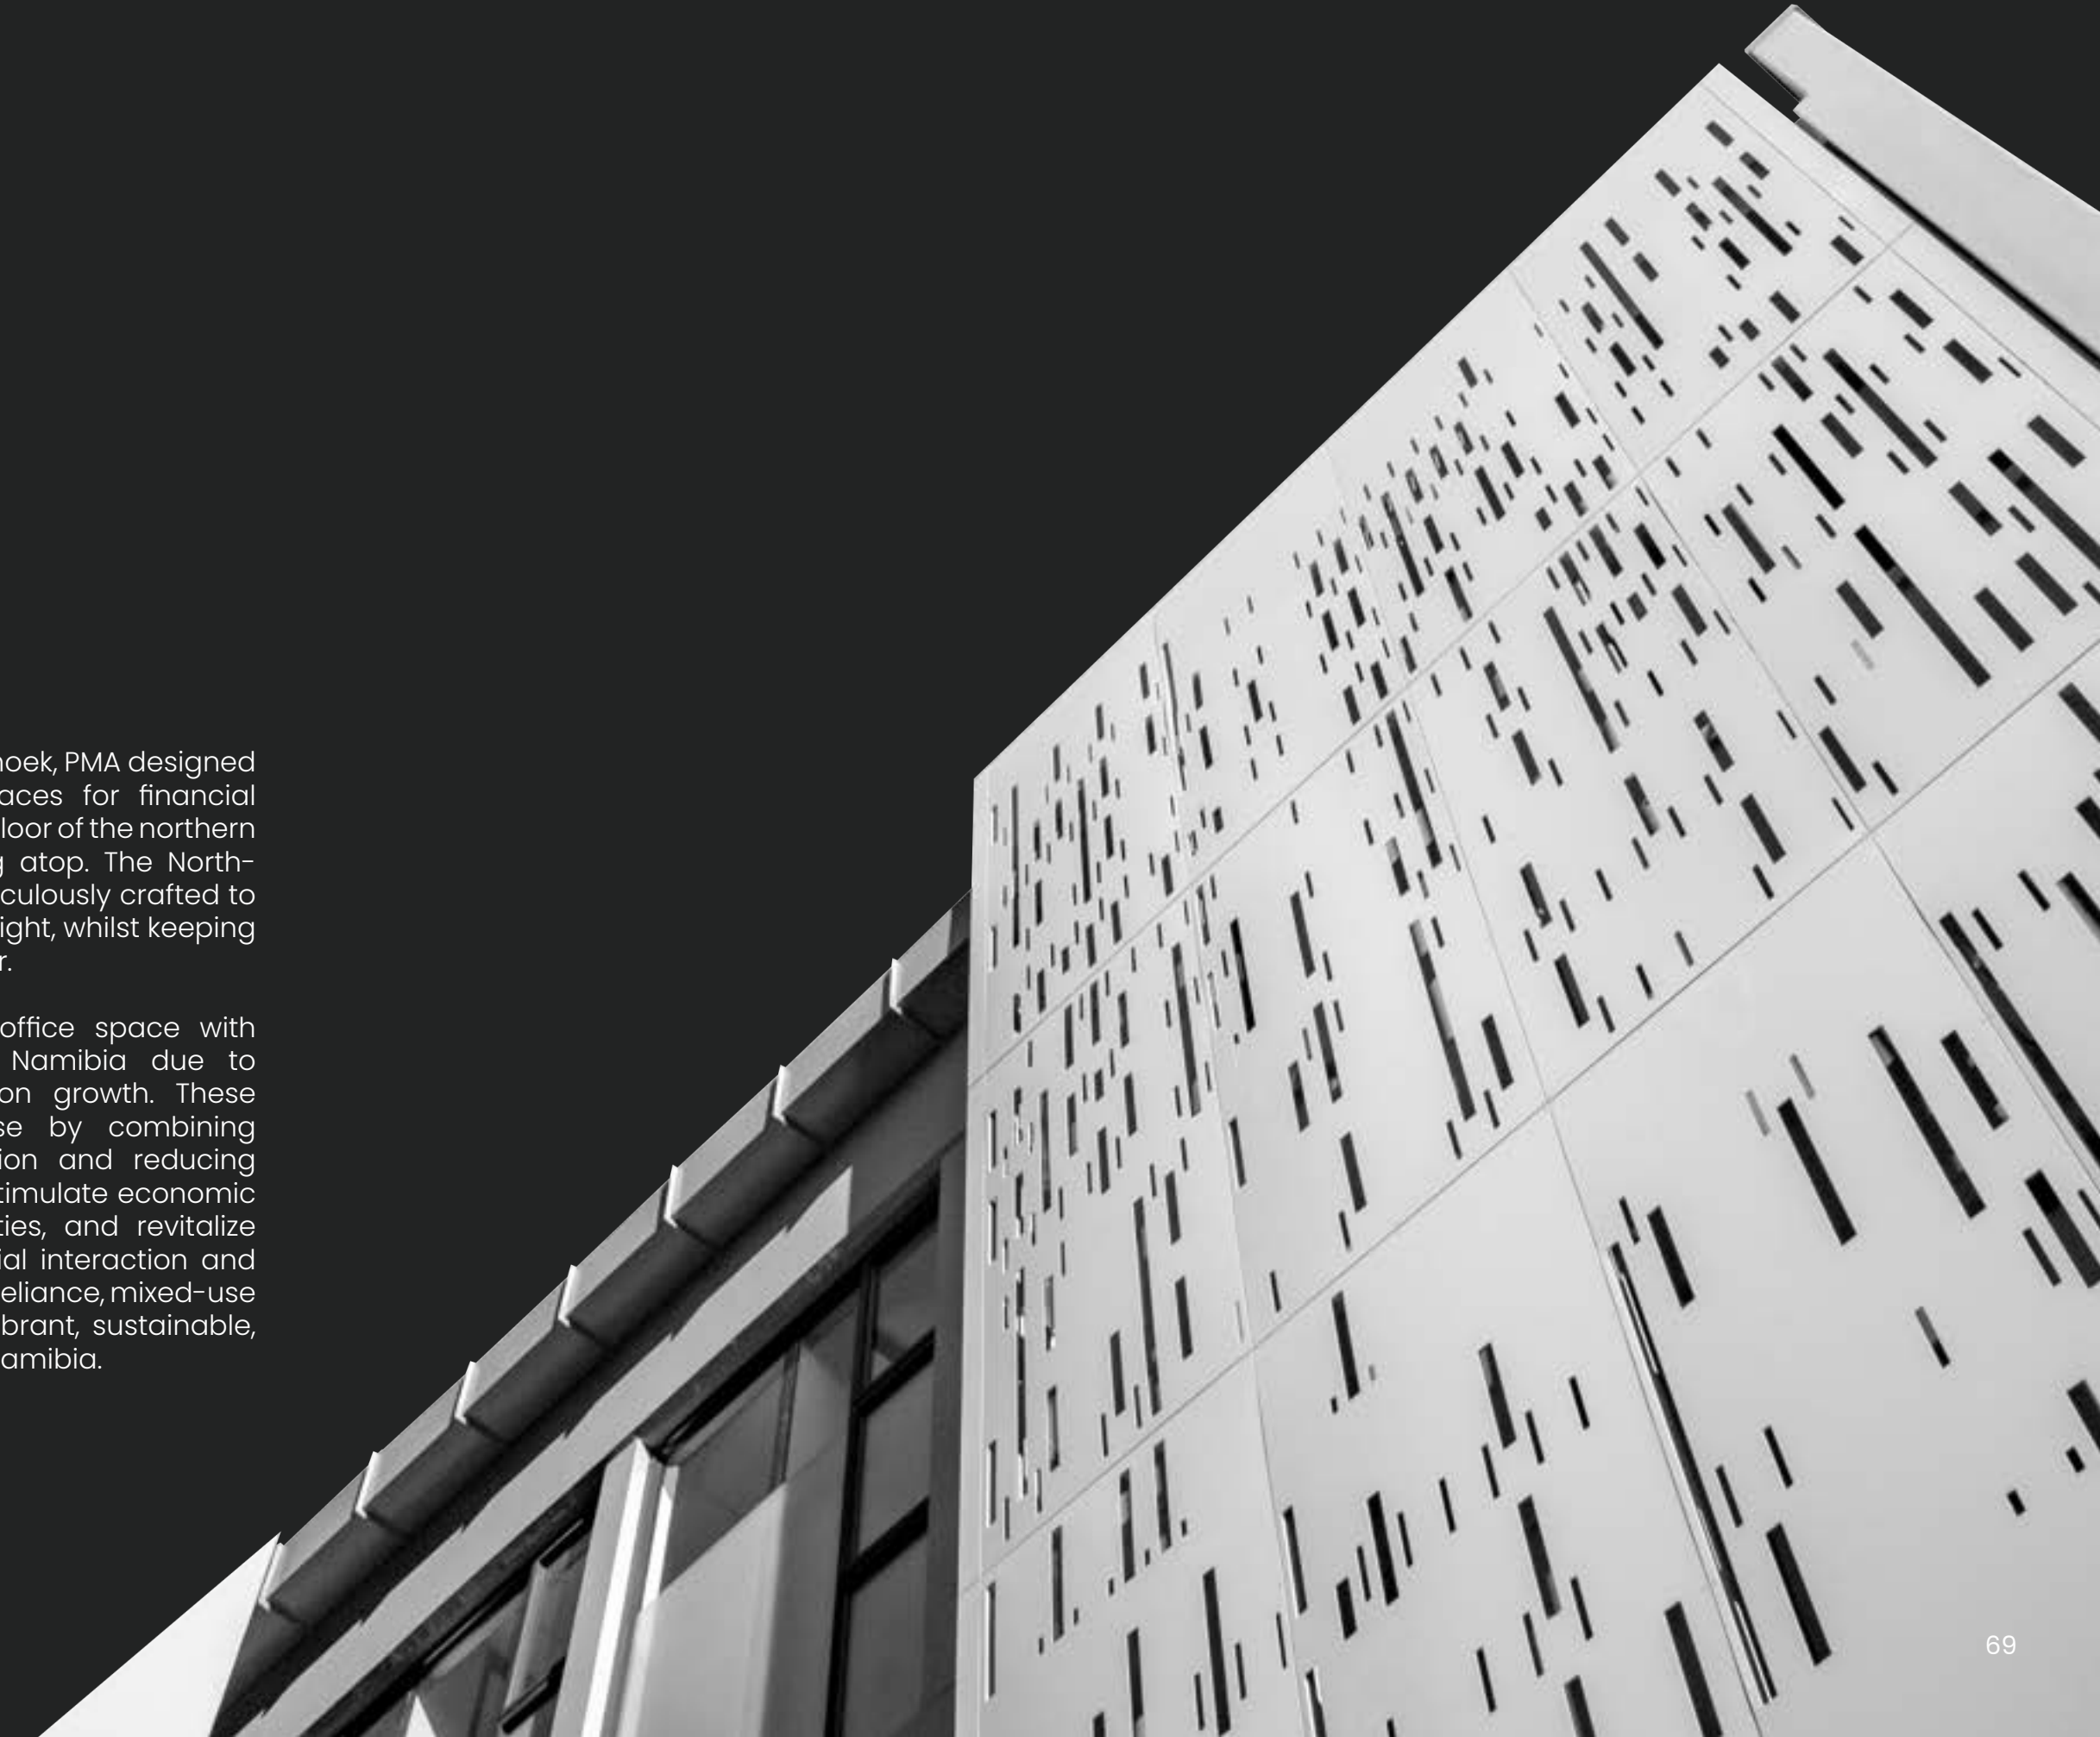 oek, PMA designed
aces for financial
loor of the northern
g atop. The North-
culously crafted to
ight, whilst keeping
r.
office space with
Namibia due to
on growth. These
se by combining
ion and reducing
timulate economic
ties, and revitalize
ial interaction and
eliance, mixed-use
brant, sustainable,
amibia.
69